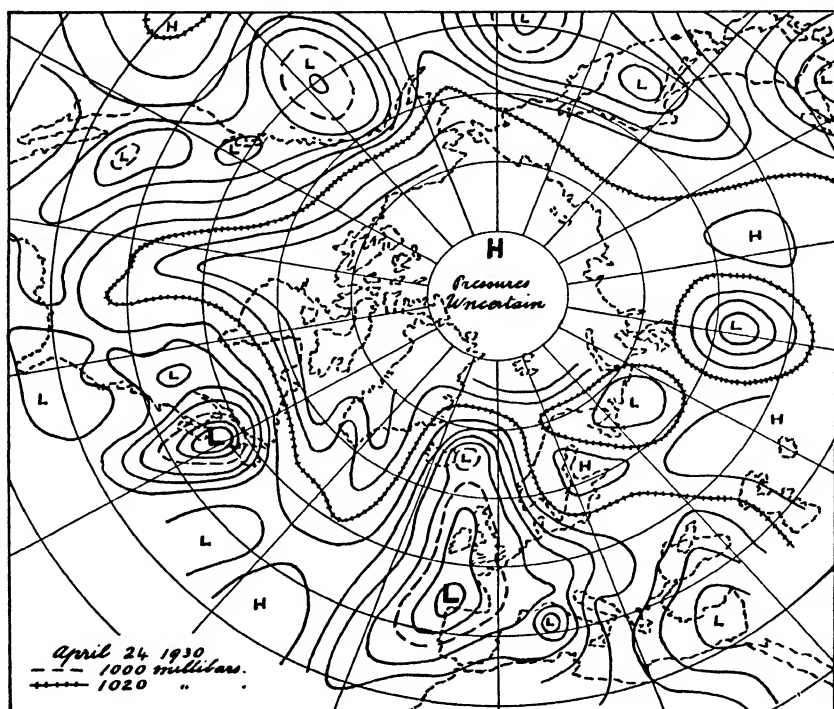 L
H
L
L
L
L
L
H
H
Pressures
Uncertain
L
L
L
L
H
L
L
H
L
L
H
L
L
April 24 1930
1000 millibars.
1020 " .